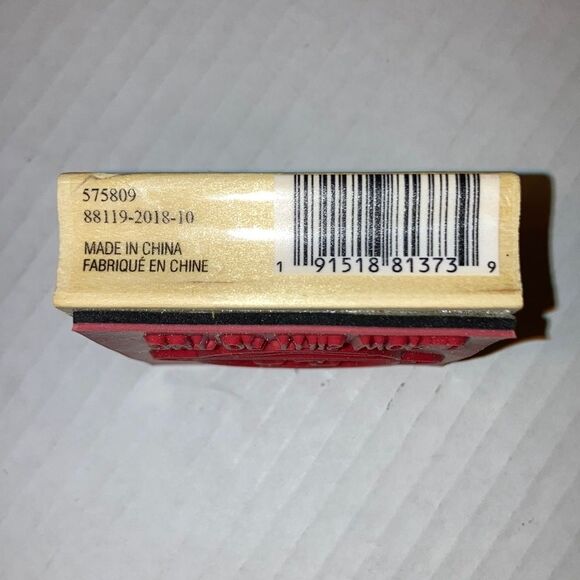 575809
88119-2018-10
MADE IN CHINA
FABRIQUÉ EN CHINE
1 91518 81373 9